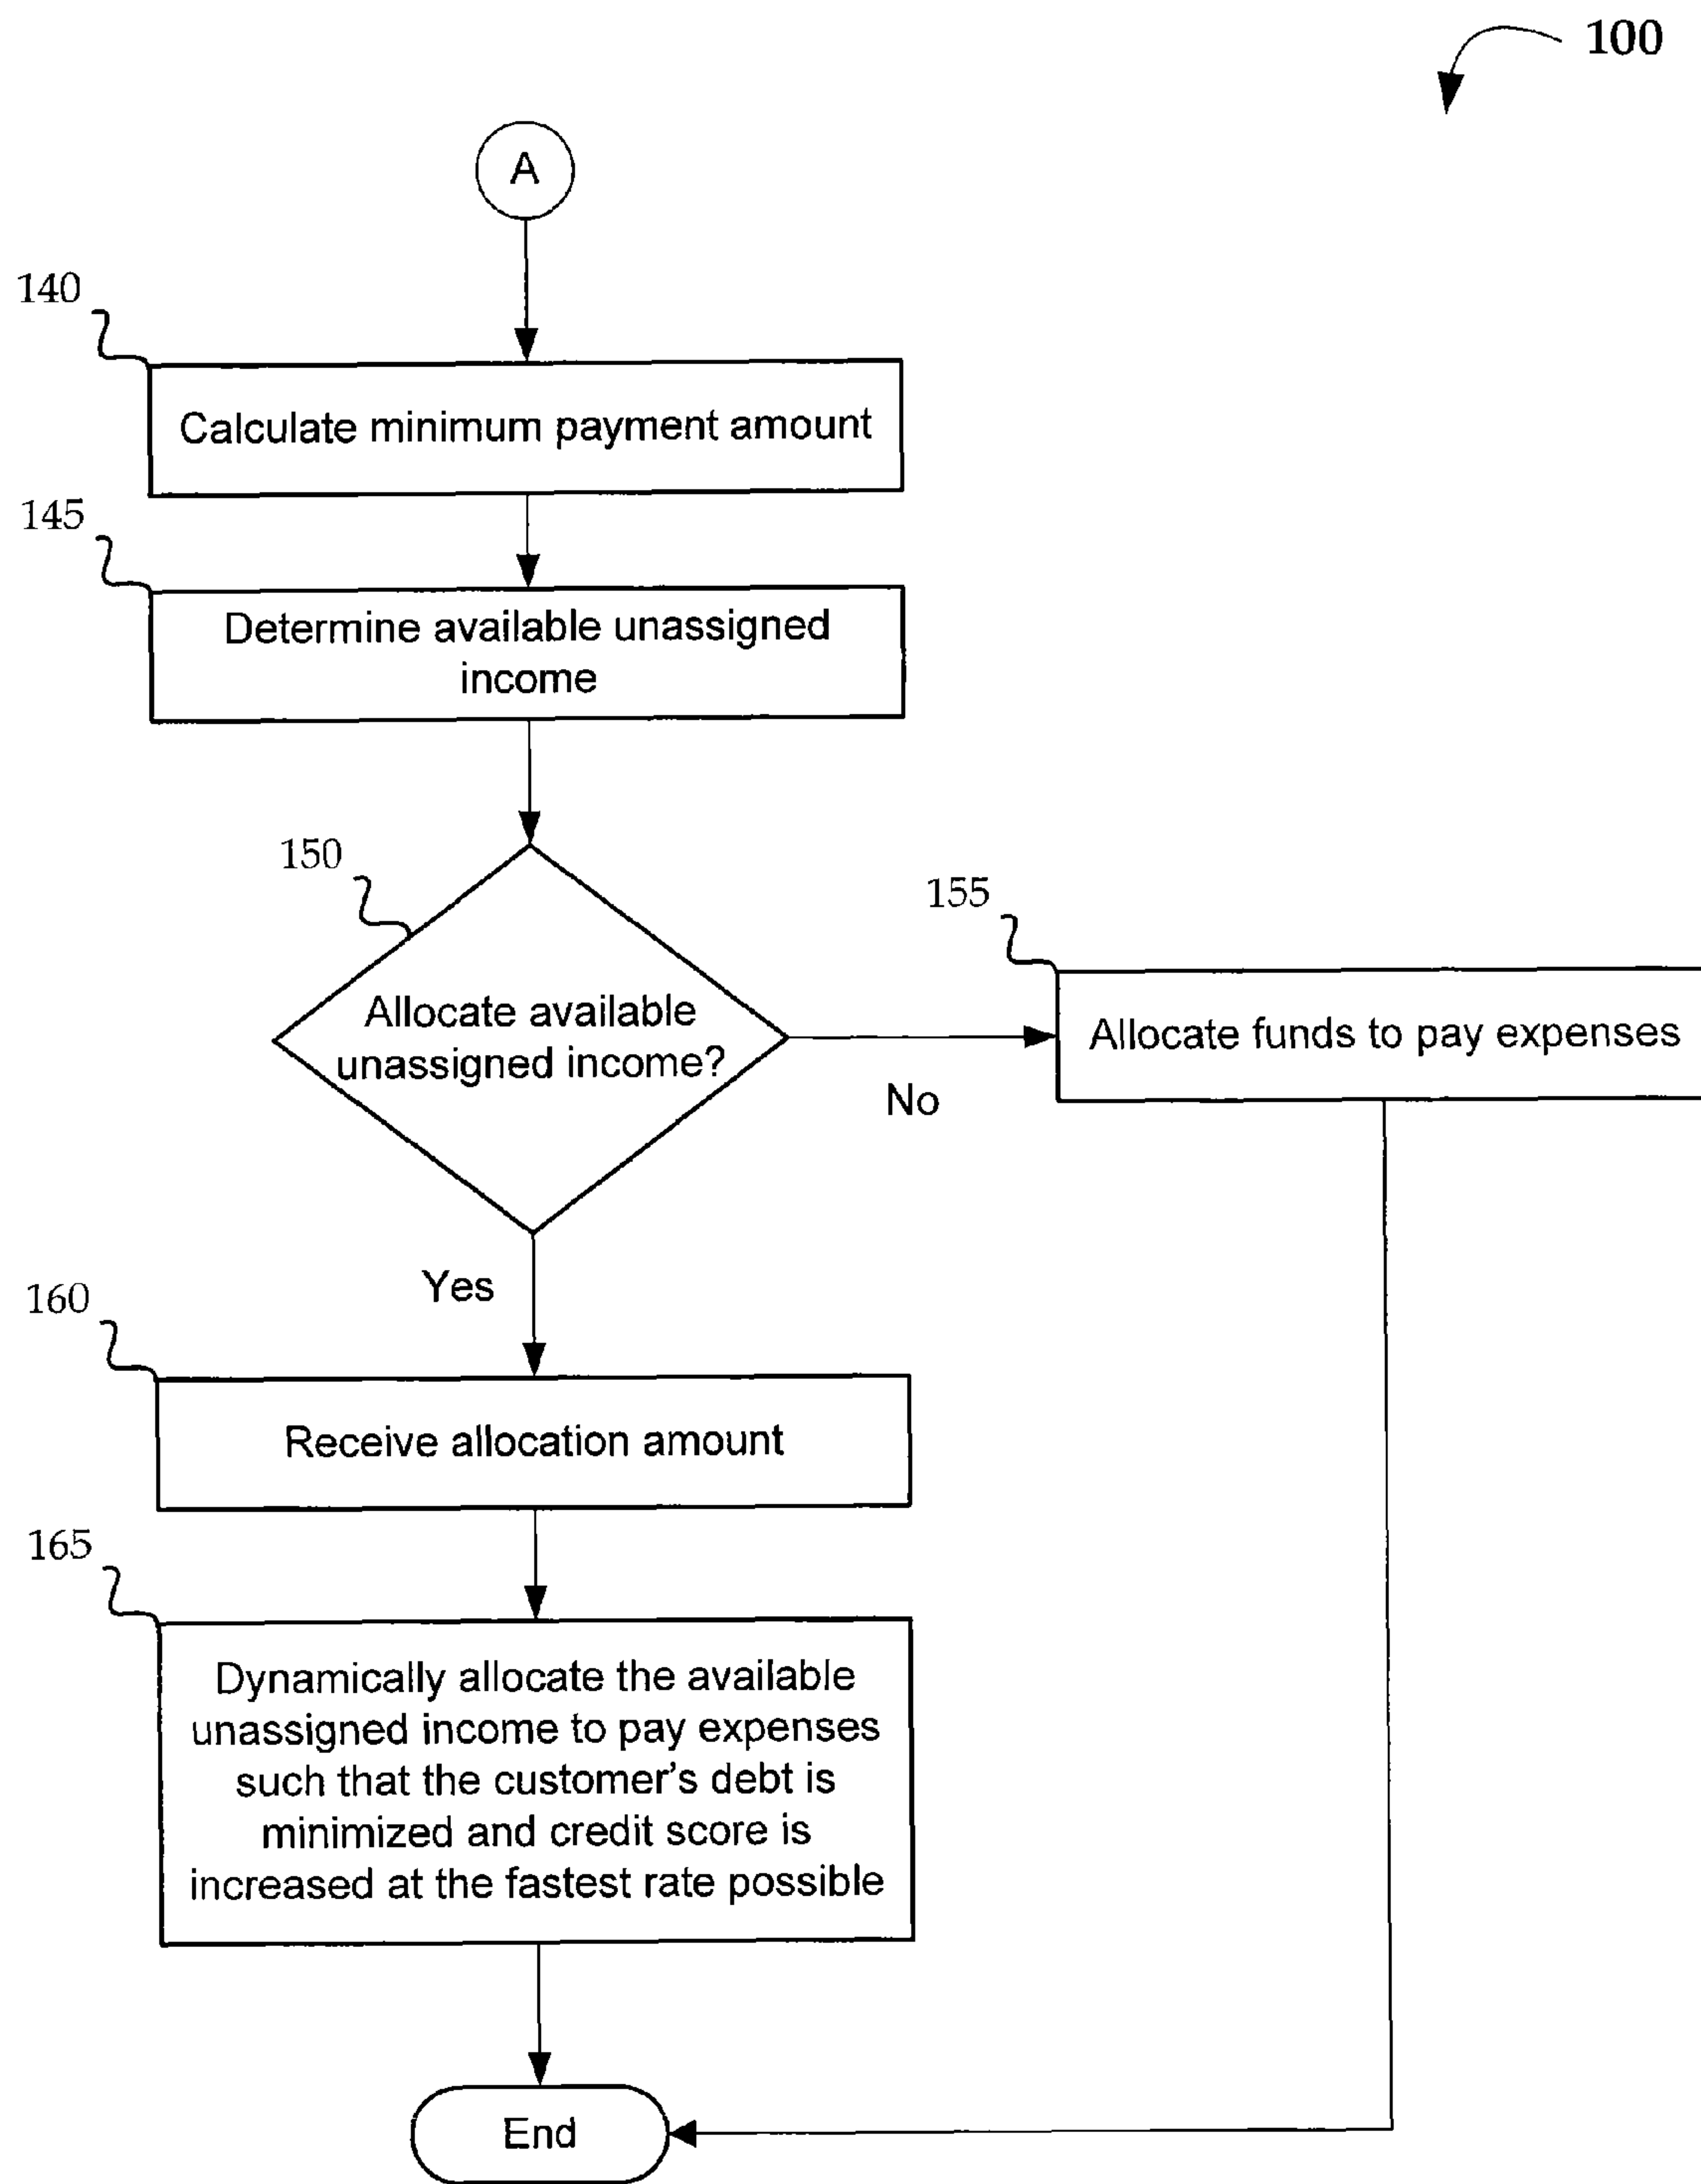 100
A
140
Calculate minimum payment amount
145
Determine available unassigned
income
150
Allocate available
unassigned income?
155
Allocate funds to pay expenses
No
Yes
160
Receive allocation amount
165
Dynamically allocate the available
unassigned income to pay expenses
such that the customer's debt is
minimized and credit score is
increased at the fastest rate possible
End